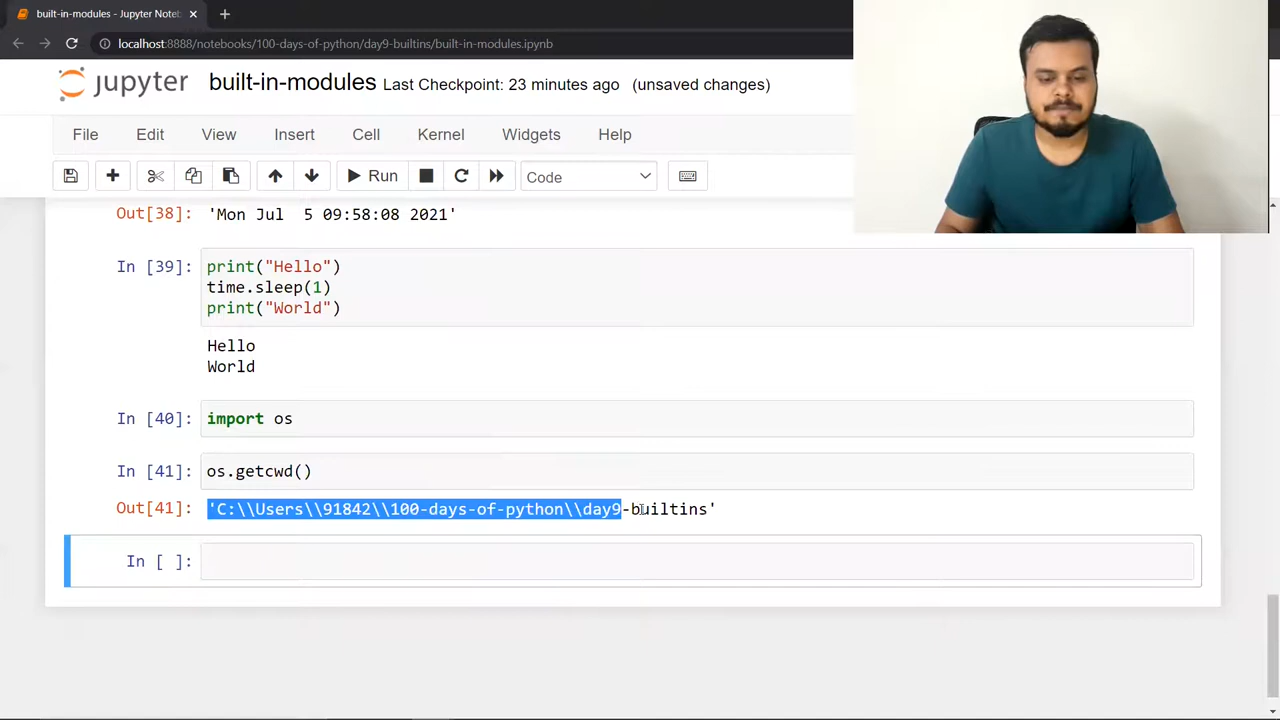 built-in-modules - Jupyter Noteb
localhost:8888/notebooks/100-days-of-python/day9-builtins/built-in-modules.ipynb
jupyter built-in-modules Last Checkpoint: 23 minutes ago (unsaved changes)
File Edit View Insert Cell Kernel Widgets Help
Run Code
Out[38]: 'Mon Jul  5 09:58:08 2021'
In [39]: print("Hello")
time.sleep(1)
print("World")
Hello
World
In [40]: import os
In [41]: os.getcwd()
Out[41]: 'C:\\Users\\91842\\100-days-of-python\\day9-builtins'
In [ ]: